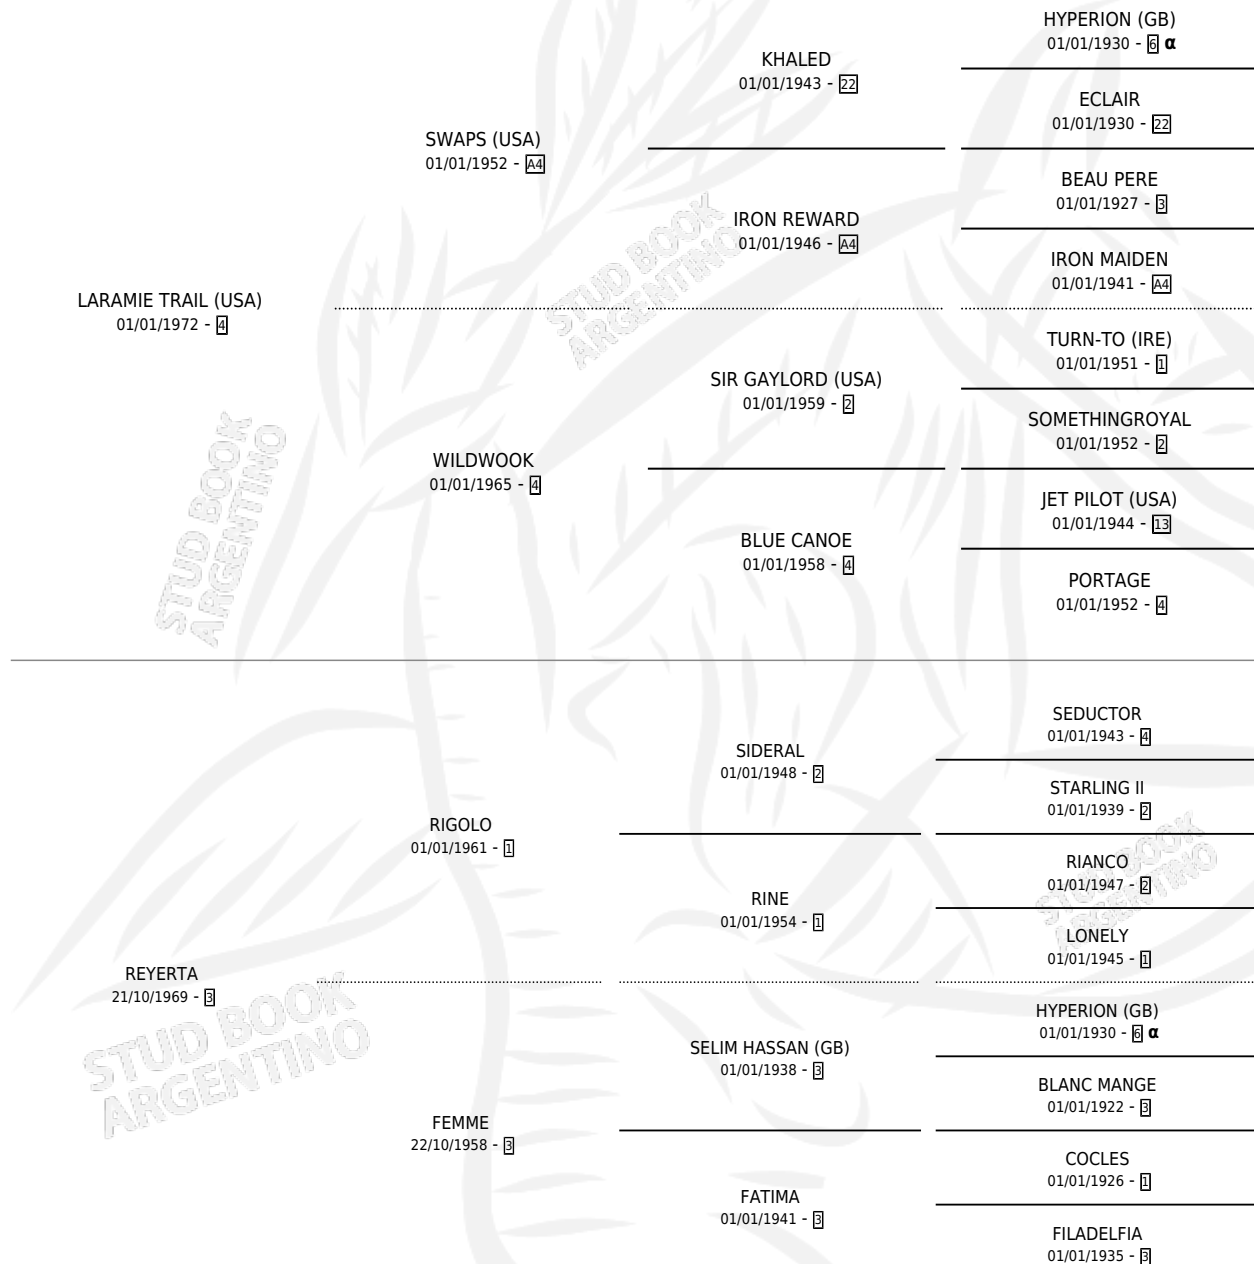 HYPERION (GB)
01/01/1930 - 6 α
KHALED
01/01/1943 - 22
ECLAIR
01/01/1930 - 22
SWAPS (USA)
01/01/1952 - A4
BEAU PERE
01/01/1927 - 3
IRON REWARD
01/01/1946 - A4
IRON MAIDEN
01/01/1941 - A4
LARAMIE TRAIL (USA)
01/01/1972 - 4
TURN-TO (IRE)
01/01/1951 - 1
SIR GAYLORD (USA)
01/01/1959 - 2
SOMETHINGROYAL
01/01/1952 - 2
WILDWOOK
01/01/1965 - 4
JET PILOT (USA)
01/01/1944 - 13
BLUE CANOE
01/01/1958 - 4
PORTAGE
01/01/1952 - 4
SEDUCTOR
01/01/1943 - 4
SIDERAL
01/01/1948 - 2
STARLING II
01/01/1939 - 2
RIGOLO
01/01/1961 - 1
RIANCO
01/01/1947 - 2
RINE
01/01/1954 - 1
LONELY
01/01/1945 - 1
REYERTA
21/10/1969 - 3
HYPERION (GB)
01/01/1930 - 6 α
SELIM HASSAN (GB)
01/01/1938 - 3
BLANC MANGE
01/01/1922 - 3
FEMME
22/10/1958 - 3
COCLES
01/01/1926 - 1
FATIMA
01/01/1941 - 3
FILADELFIA
01/01/1935 - 3
STUD BOOK
ARGENTINO
STUD BOOK
ARGENTINO
STUD BOOK
ARGENTINO
STUD BOOK
ARGENTINO